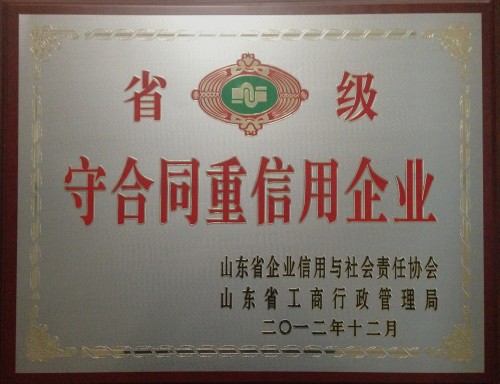 省级
守合同重信用企业
山东省企业信用与社会责任协会
山东省工商行政管理局
二〇一二年十二月